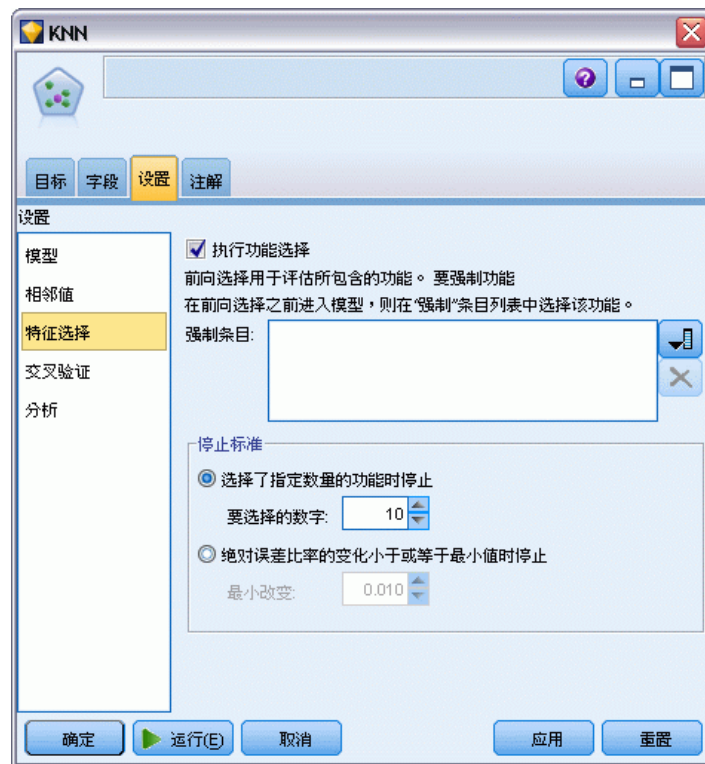 KNN
目标 字段 设置 注解
设置
模型
相邻值
特征选择
交叉验证
分析
执行功能选择
前向选择用于评估所包含的功能。要强制功能
在前向选择之前进入模型，则在“强制”条目列表中选择该功能。
强制条目:
停止标准
选择了指定数量的功能时停止
要选择的数字: 10
绝对误差比率的变化小于或等于最小值时停止
最小改变: 0.010
确定 运行(E) 取消 应用 重置